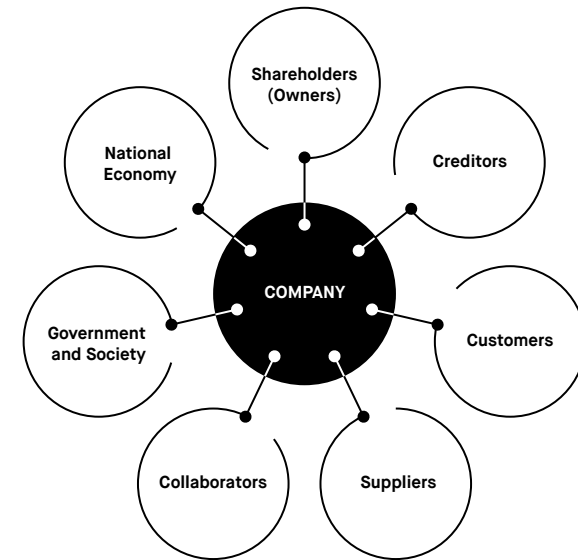 Shareholders
(Owners)
National
Economy
Creditors
COMPANY
Government
and Society
Customers
Collaborators
Suppliers